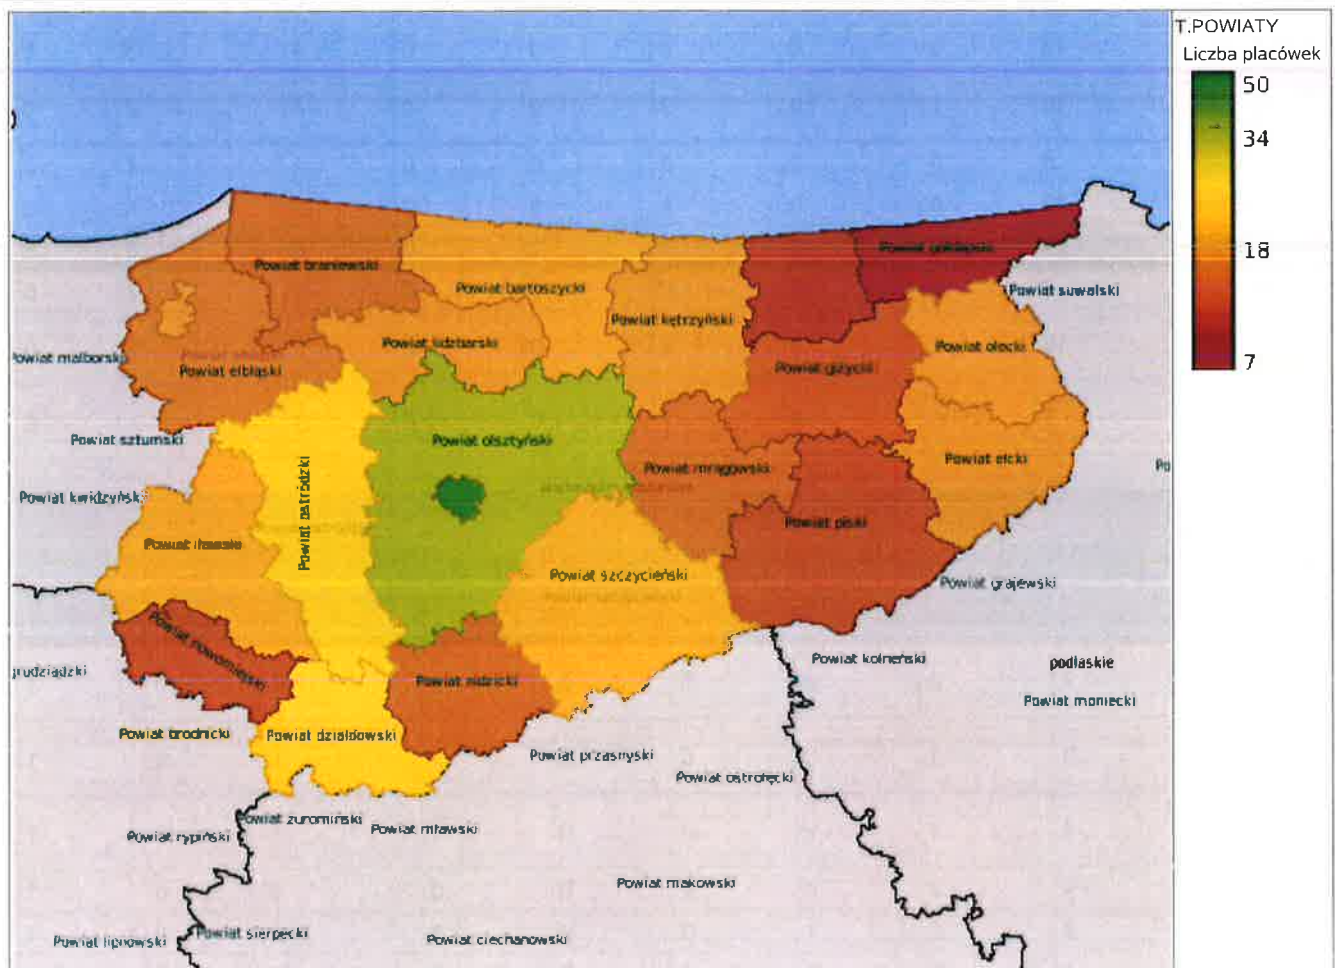 T.POWIATY
Liczba placówek
50
34
18
7
Powiat gołdapski
Powiat braniewski
Powiat bartoszycki
Powiat suwalski
Powiat kętrzyński
Powiat lidzbarski
Powiat olecki
Powiat malborski
Powiat elbląski
Powiat giżycki
Powiat sztumski
Powiat olsztyński
Powiat ełcki
Powiat mrągowski
Powiat kwidzyński
Powiat ostródzki
Powiat piski
Powiat iławski
Powiat szczycieński
Powiat grajewski
Powiat nowomiejski
Powiat kolneński
podlaskie
grudziądzki
Powiat nidzicki
Powiat moniecki
Powiat brodnicki
Powiat działdowski
Powiat przasnyski
Powiat ostrołęcki
Powiat żuromiński
Powiat mławski
Powiat rypiński
Powiat makowski
Powiat sierpecki
Powiat lipnowski
Powiat ciechanowski